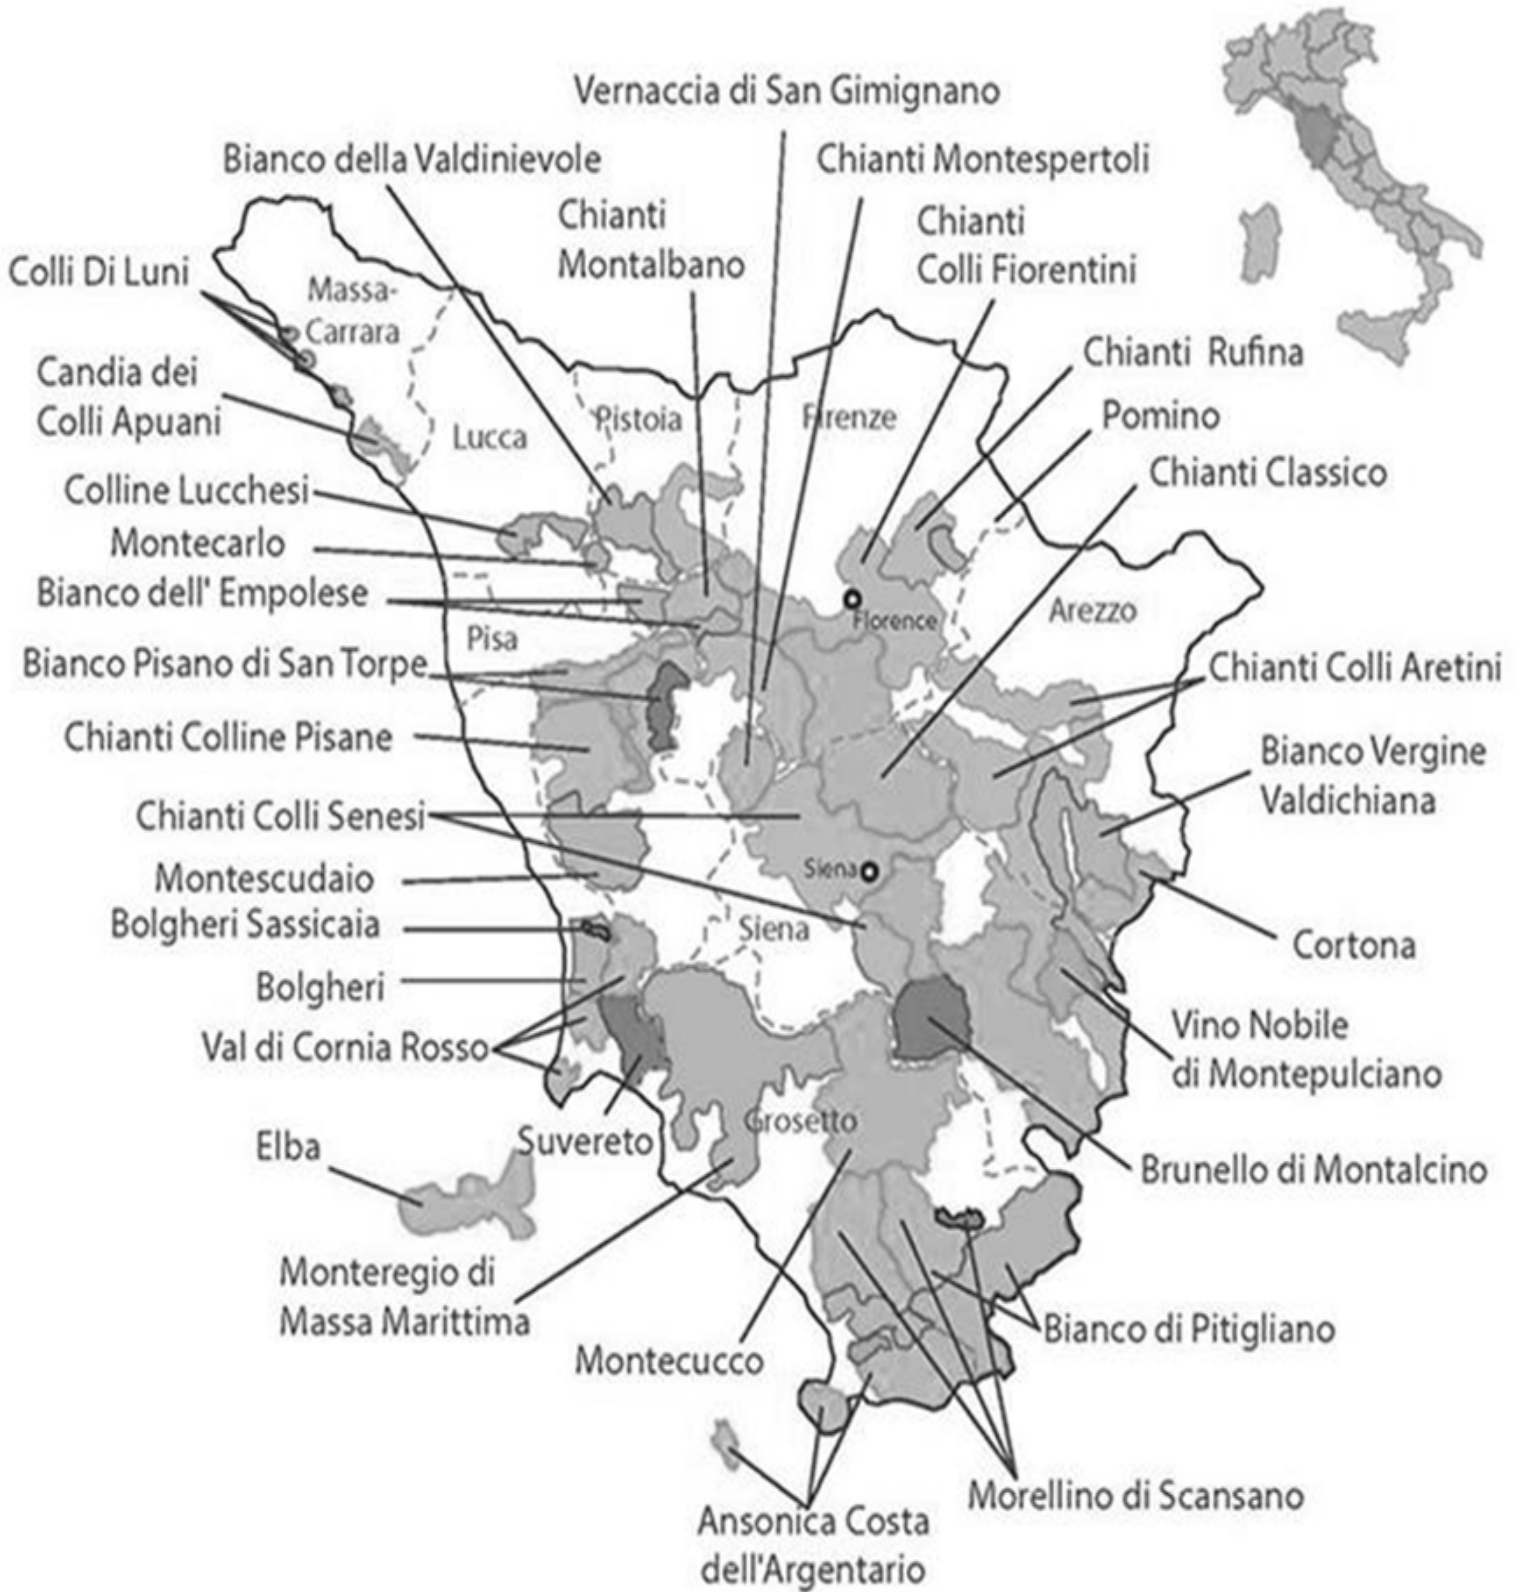 Vernaccia di San Gimignano
Bianco della Valdinievole
Chianti Montespertoli
Chianti
Montalbano
Chianti
Colli Fiorentini
Colli Di Luni
Massa-
Carrara
Chianti Rufina
Candia dei
Colli Apuani
Pomino
Lucca
Pistoia
Firenze
Chianti Classico
Colline Lucchesi
Montecarlo
Bianco dell' Empolese
Florence
Arezzo
Pisa
Bianco Pisano di San Torpe
Chianti Colli Aretini
Chianti Colline Pisane
Bianco Vergine
Valdichiana
Chianti Colli Senesi
Siena
Montescudaio
Bolgheri Sassicaia
Siena
Cortona
Bolgheri
Vino Nobile
di Montepulciano
Val di Cornia Rosso
Grosetto
Suvereto
Elba
Brunello di Montalcino
Monteregio di
Massa Marittima
Bianco di Pitigliano
Montecucco
Morellino di Scansano
Ansonica Costa
dell'Argentario